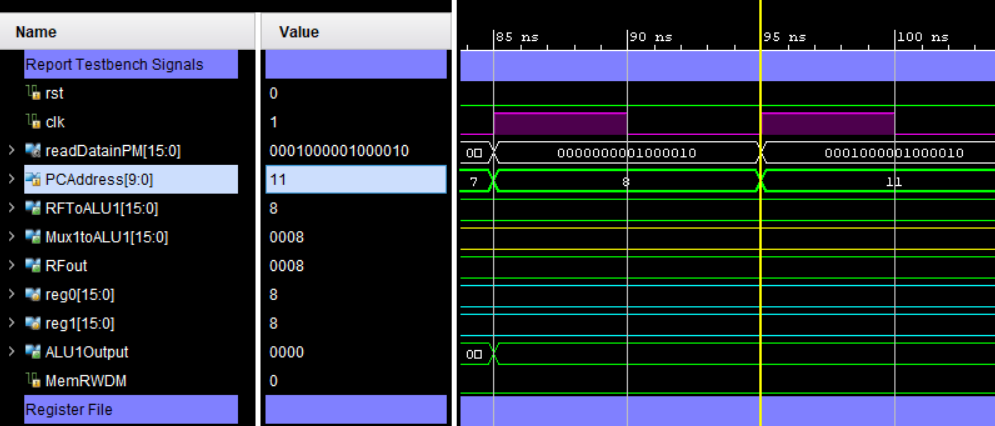 Name Value
85 ns 90 ns 95 ns 100 ns
Report Testbench Signals
rst 0
clk 1
readDatainPM[15:0] 0001000001000010 00 0000000001000010 0001000001000010
PCAddress[9:0] 11 7 8 11
RFToALU1[15:0] 8
Mux1toALU1[15:0] 0008
RFout 0008
reg0[15:0] 8
reg1[15:0] 8
ALU1Output 0000 00
MemRWDM 0
Register File